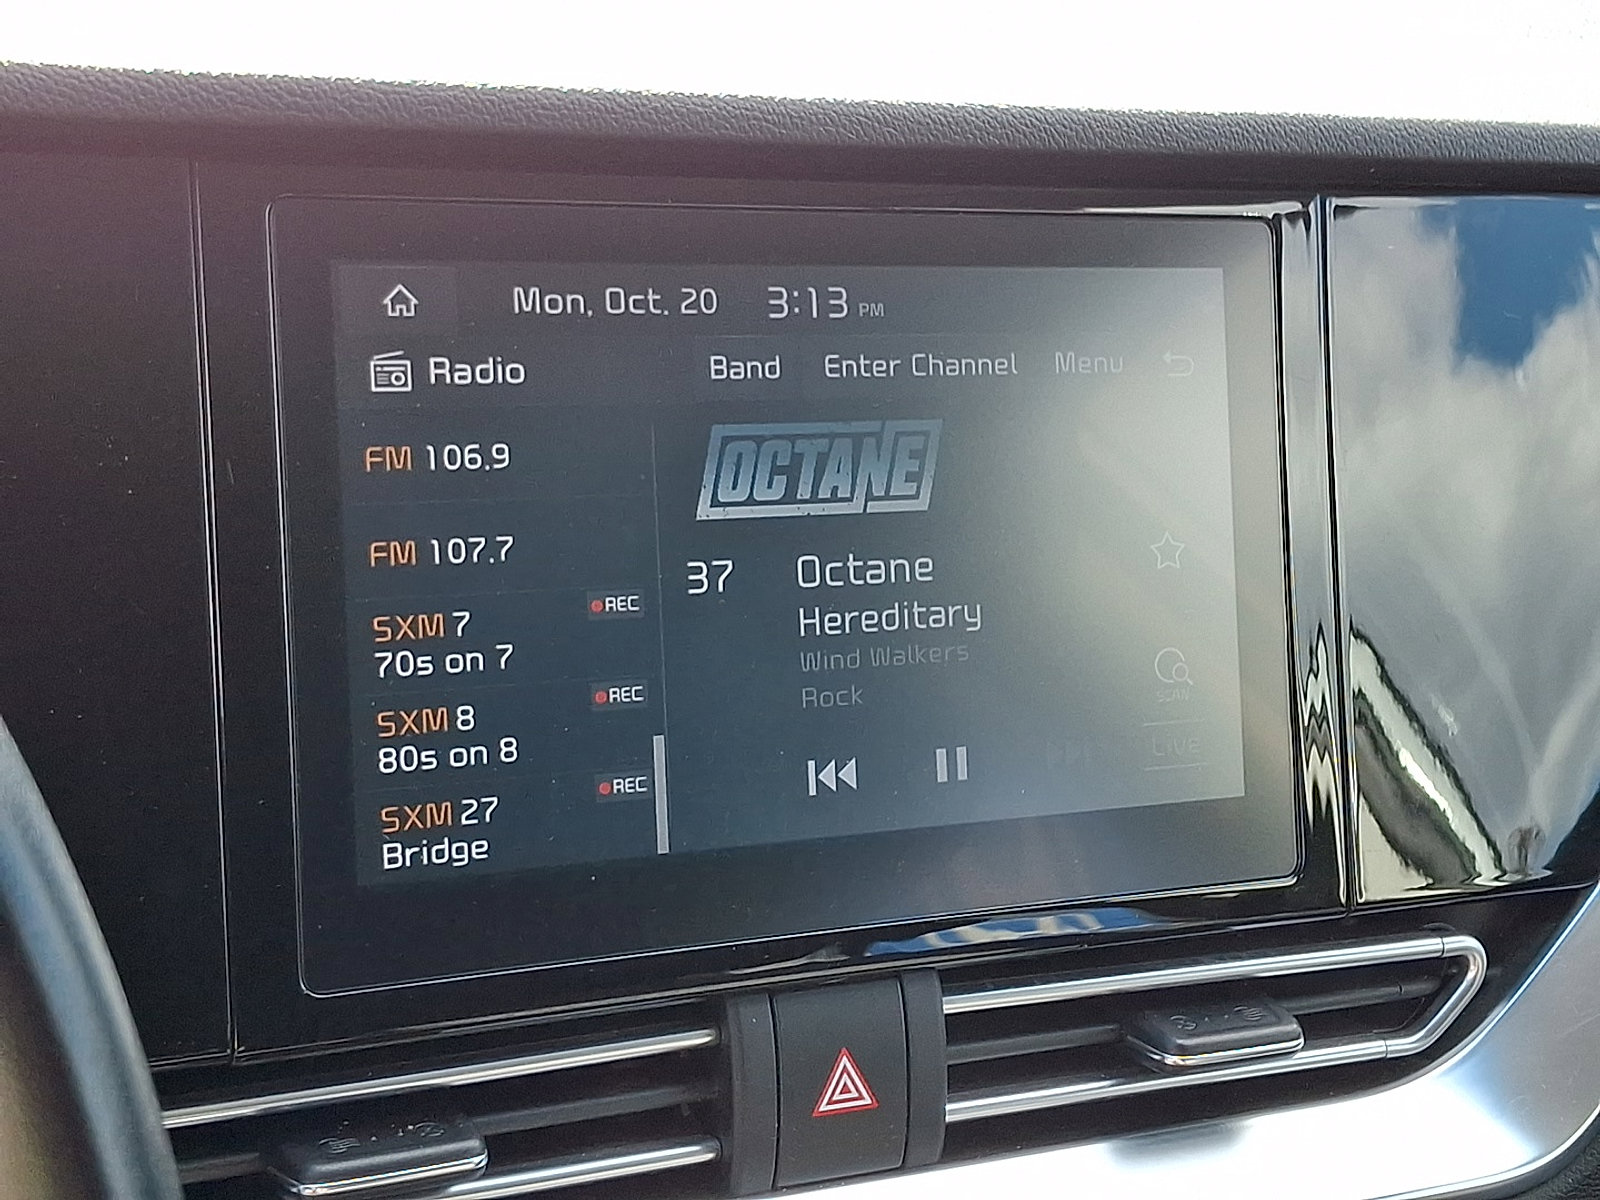 Mon, Oct. 20 3:13 PM
Radio
Band Enter Channel Menu
FM 106.9
FM 107.7
REC
SXM 7
70s on 7
REC
SXM 8
80s on 8
REC
SXM 27
Bridge
OCTANE
37 Octane
Hereditary
Wind Walkers
Rock
SCAN
Live